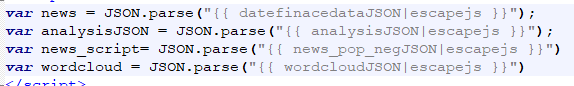 var news = JSON.parse("{{ datefinacedataJSON|escapejs }}");
var analysisJSON = JSON.parse("{{ analysisJSON|escapejs }}");
var news_script= JSON.parse("{{ news_pop_negJSON|escapejs }}")
var wordcloud = JSON.parse("{{ wordcloudJSON|escapejs }}")
</script>